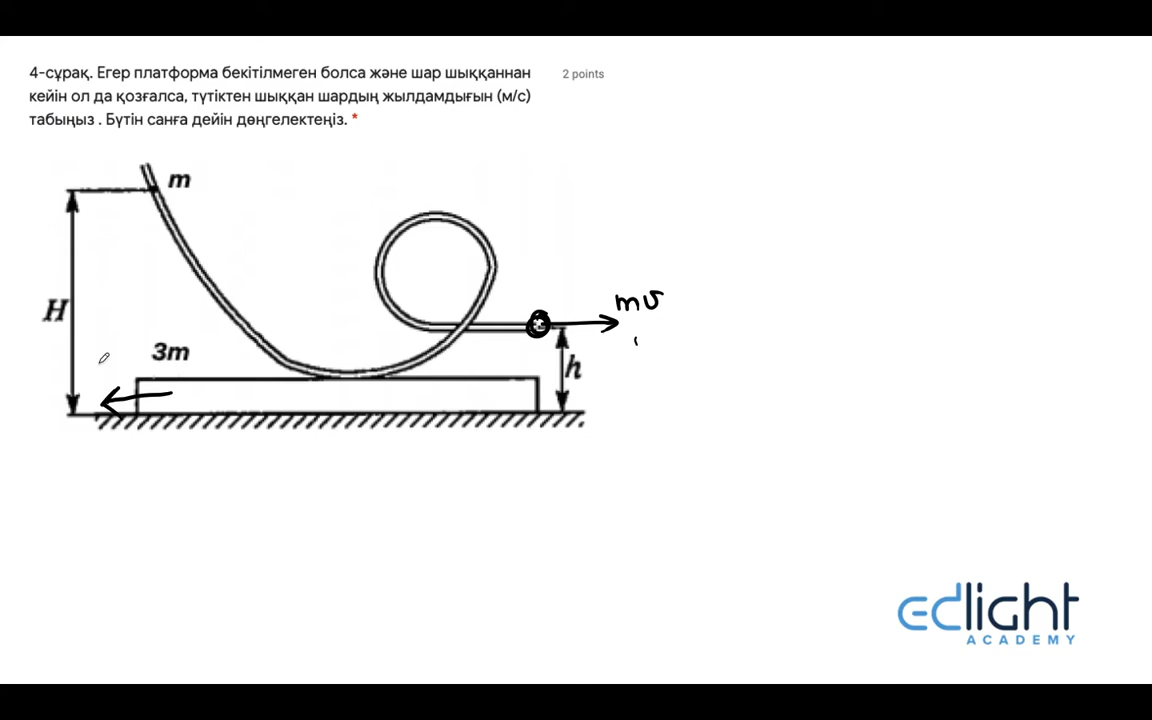 4-сұрақ. Егер платформа бекітілмеген болса және шар шыққаннан
2 points
кейін ол да қозғалса, түтіктен шыққан шардың жылдамдығын (м/с)
табыңыз . Бүтін санға дейін дөңгелектеңіз. *
m
mυ
H
3m
h
edlight
ACADEMY